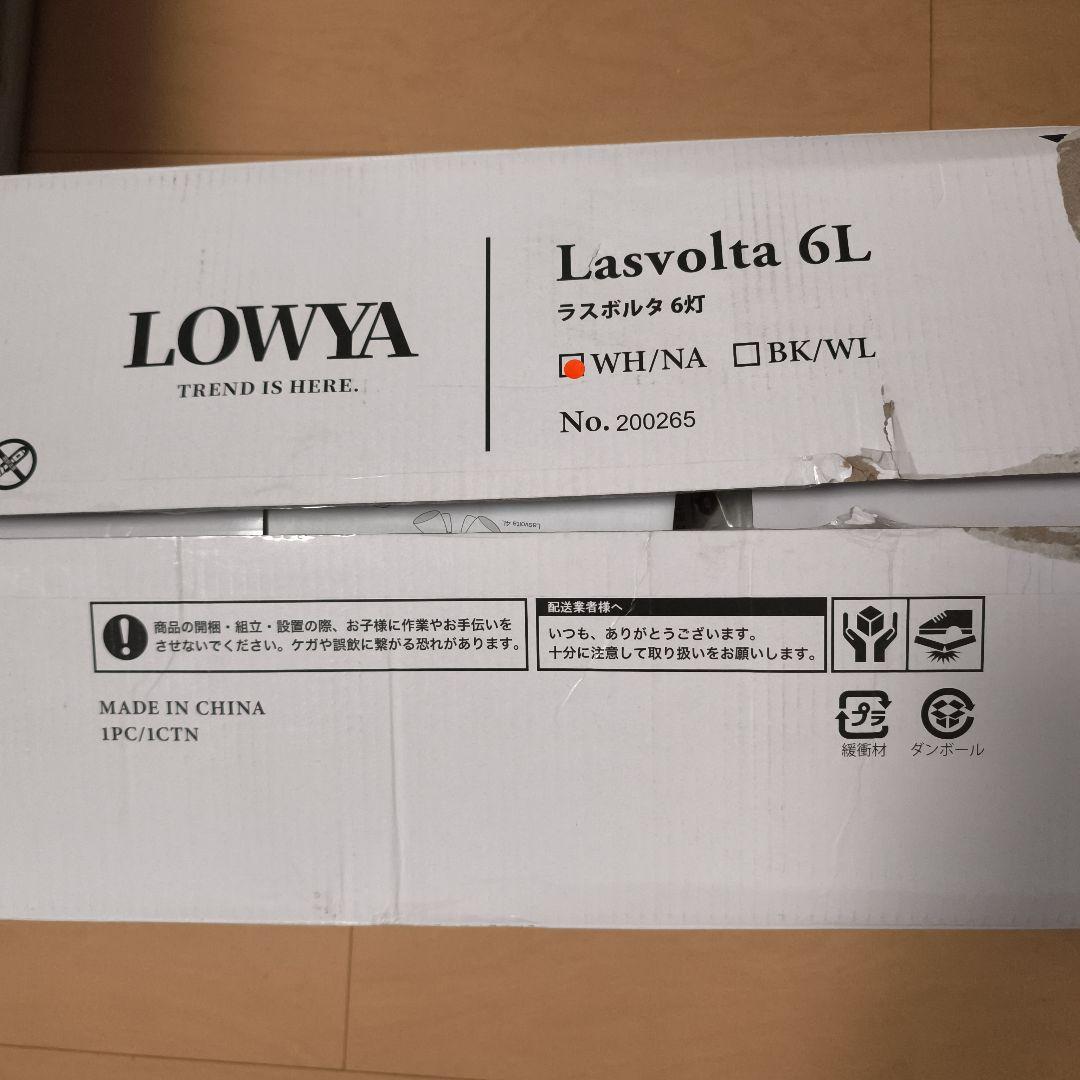 LOWYA
TREND IS HERE.
Lasvolta 6L
ラスボルタ 6灯
WH/NA BK/WL
No. 200265
Lasvolta 4L
商品の開梱・組立・設置の際、お子様に作業やお手伝いを
させないでください。ケガや誤飲に繋がる恐れがあります。
配送業者様へ
いつも、ありがとうございます。
十分に注意して取り扱いをお願いします。
MADE IN CHINA
1PC/1CTN
プラ
緩衝材
ダンボール